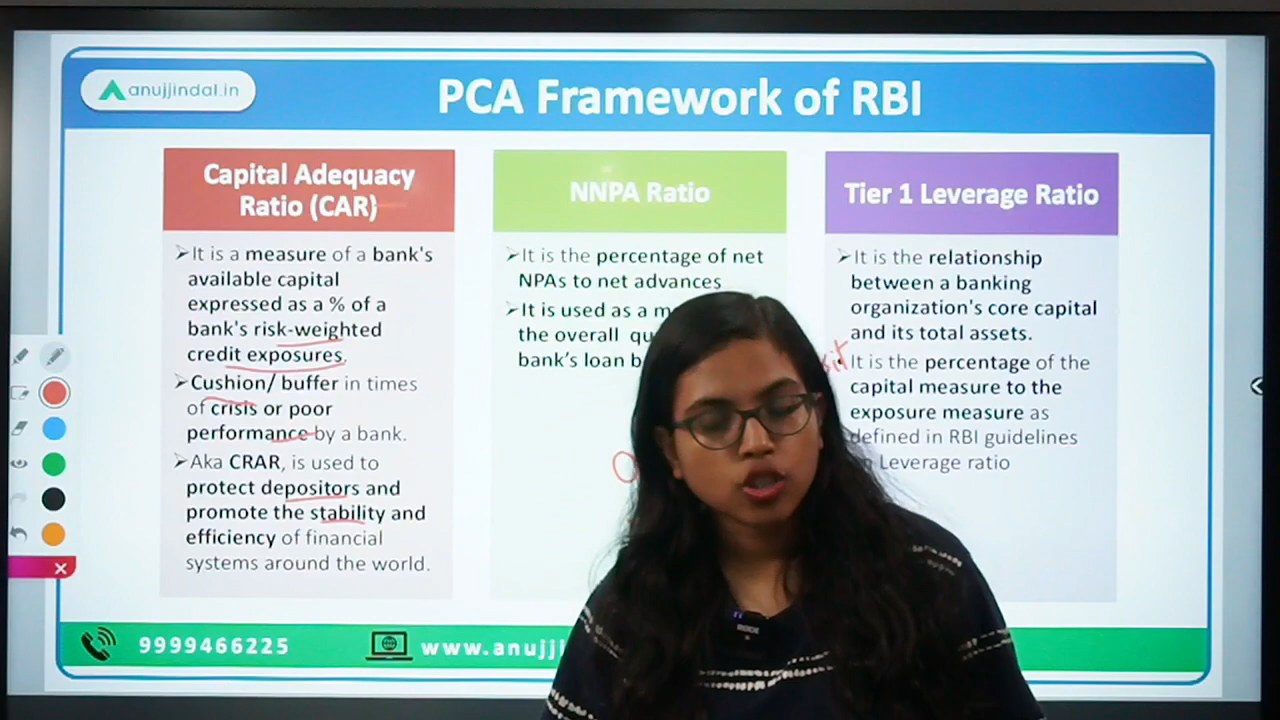 anujjindal.in
PCA Framework of RBI
Capital Adequacy
Ratio (CAR)
➢It is a measure of a bank's
available capital
expressed as a % of a
bank's risk-weighted
credit exposures.
➢Cushion/ buffer in times
of crisis or poor
performance by a bank.
➢Aka CRAR, is used to
protect depositors and
promote the stability and
efficiency of financial
systems around the world.
NNPA Ratio
➢It is the percentage of net
NPAs to net advances
➢It is used as a
the overall
bank's loan
Tier 1 Leverage Ratio
➢It is the relationship
between a banking
organization's core capital
and its total assets.
It is the percentage of the
capital measure to the
exposure measure as
defined in RBI guidelines
Leverage ratio
9999466225
www.anujj